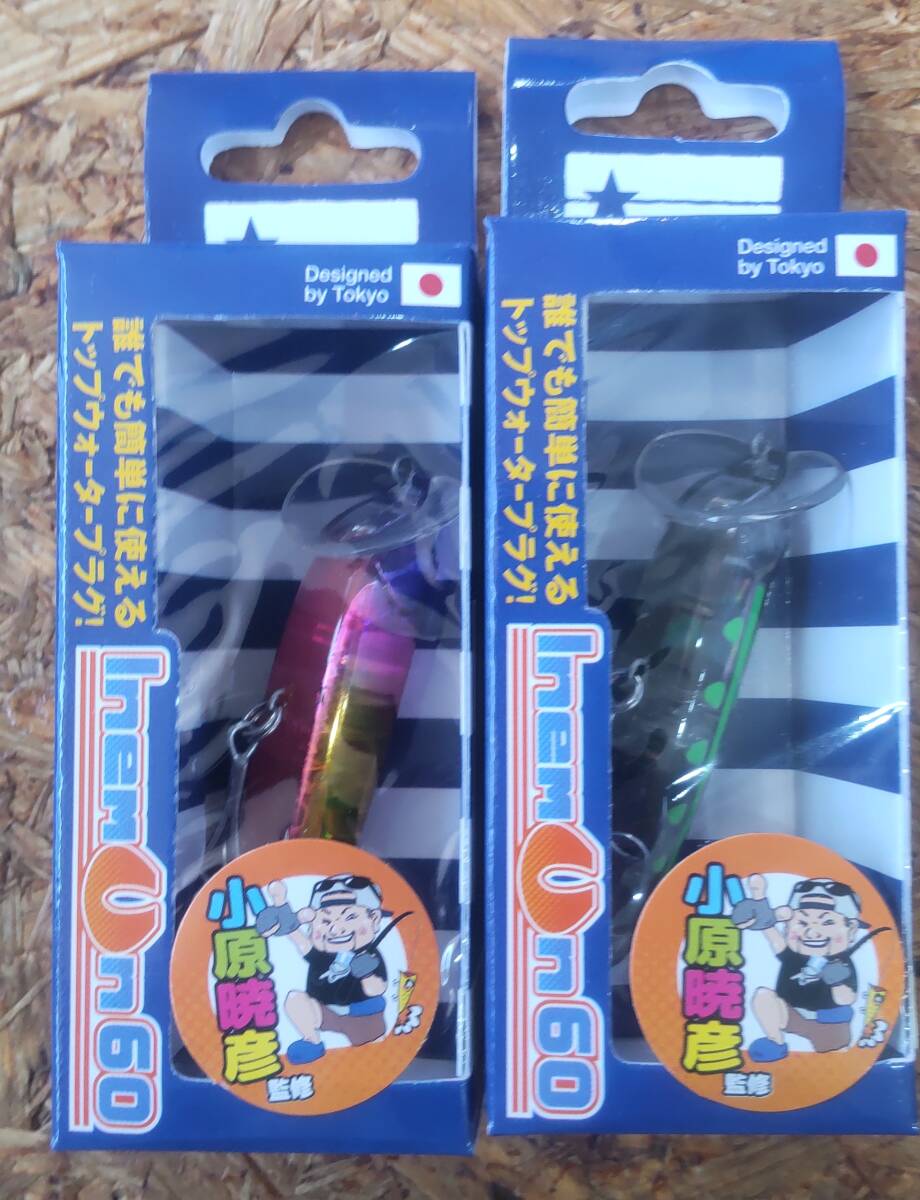 Designed
by Tokyo
誰でも簡単に使える
トップウォータープラグ!
InemUn60
小原暁彦
監修
Designed
by Tokyo
誰でも簡単に使える
トップウォータープラグ!
InemUn60
小原暁彦
監修